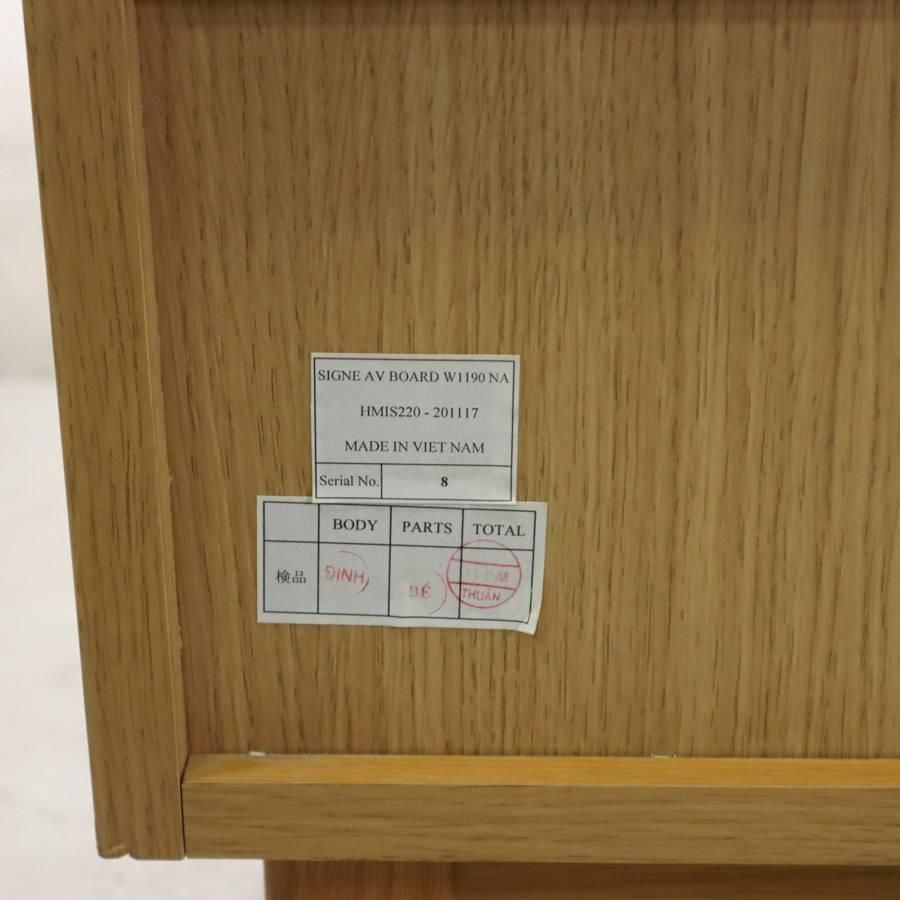 SIGNE AV BOARD W1190 NA
HMIS220 - 201117
MADE IN VIET NAM
Serial No. 8
BODY PARTS TOTAL
検品 ĐINH BÉ
THUẬN